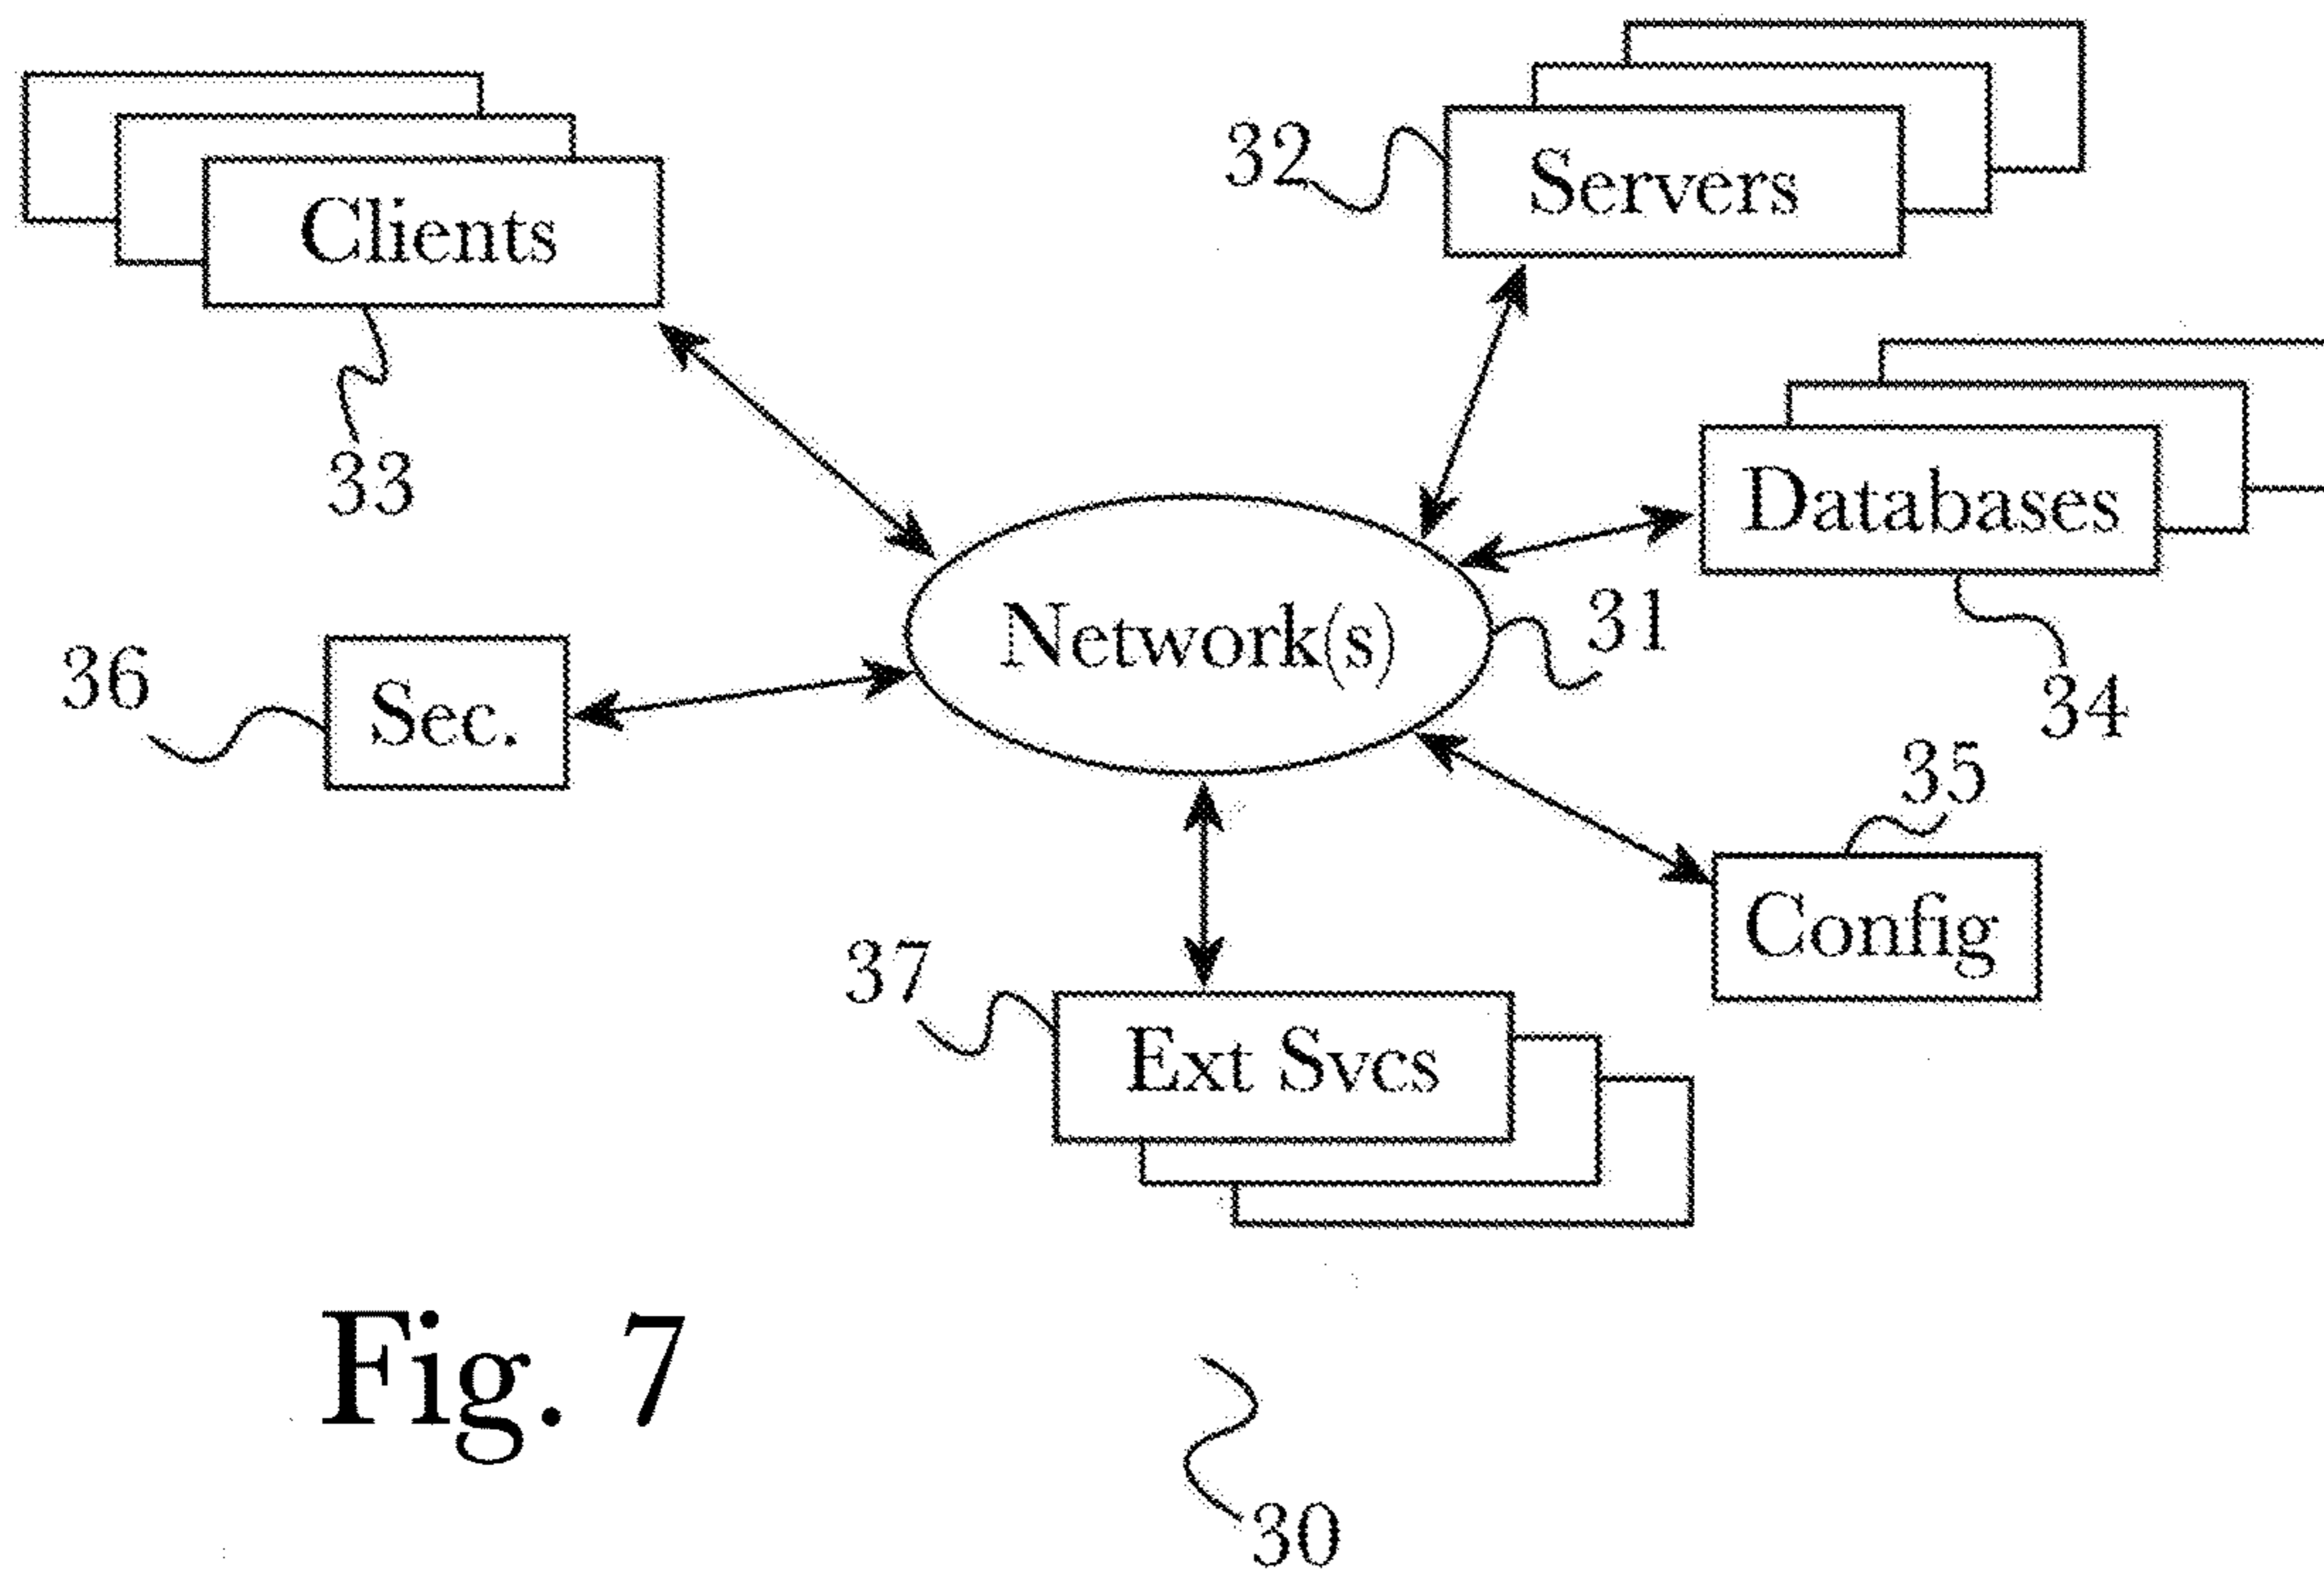 32
Servers
Clients
33
Databases
31
Network(s)
34
36
Sec.
35
Config
37
Ext Svcs
Fig. 7
30